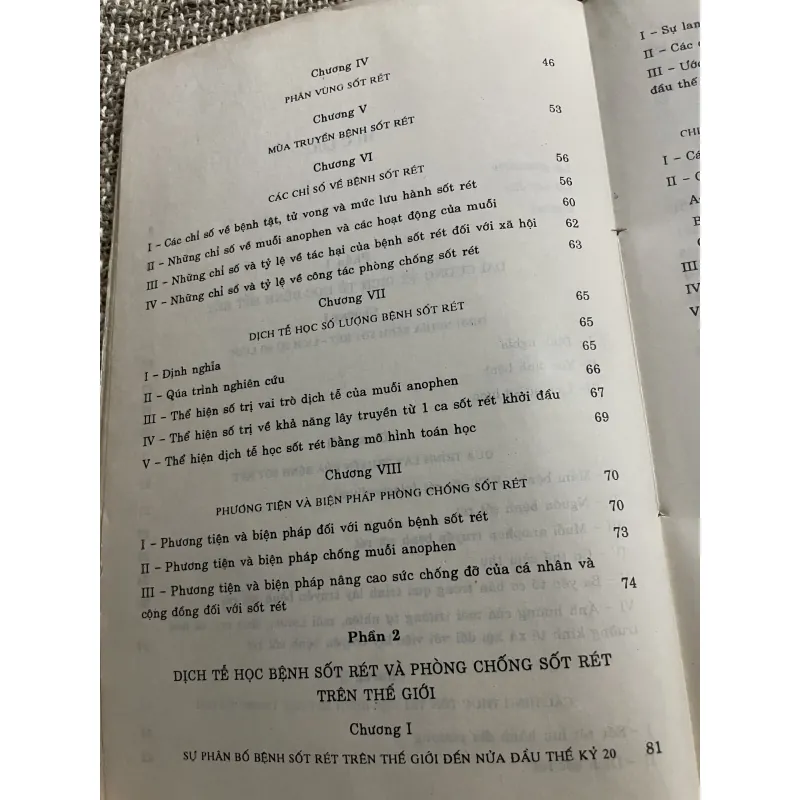 Chương IV
PHÂN VÙNG SỐT RÉT 46
Chương V
MÙA TRUYỀN BỆNH SỐT RÉT 53
Chương VI
CÁC CHỈ SỐ VỀ BỆNH SỐT RÉT 56
I – Các chỉ số về bệnh tật, tử vong và mức lưu hành sốt rét 56
II – Những chỉ số về muỗi anophen và các hoạt động của muỗi 60
III – Những chỉ số và tỷ lệ về tác hại của bệnh sốt rét đối với xã hội 62
IV – Những chỉ số và tỷ lệ về công tác phòng chống sốt rét 63
Chương VII
DỊCH TỄ HỌC SỐ LƯỢNG BỆNH SỐT RÉT 65
I – Định nghĩa 65
II – Qúa trình nghiên cứu 65
III – Thể hiện số trị vai trò dịch tễ của muỗi anophen 66
IV – Thể hiện số trị về khả năng lây truyền từ 1 ca sốt rét khởi đầu 67
V – Thể hiện dịch tễ học sốt rét bằng mô hình toán học 69
Chương VIII
PHƯƠNG TIỆN VÀ BIỆN PHÁP PHÒNG CHỐNG SỐT RÉT 70
I – Phương tiện và biện pháp đối với nguồn bệnh sốt rét 70
II – Phương tiện và biện pháp chống muỗi anophen 73
III – Phương tiện và biện pháp nâng cao sức chống đỡ của cá nhân và
cộng đồng đối với sốt rét 74
Phần 2
DỊCH TỄ HỌC BỆNH SỐT RÉT VÀ PHÒNG CHỐNG SỐT RÉT
TRÊN THẾ GIỚI
Chương I
SỰ PHÂN BỐ BỆNH SỐT RÉT TRÊN THẾ GIỚI ĐẾN NỬA ĐẦU THẾ KỶ 20 81
I – Sự lan
II – Các
III – Ước
đầu thế
I – Cá
II –
III
IV
V